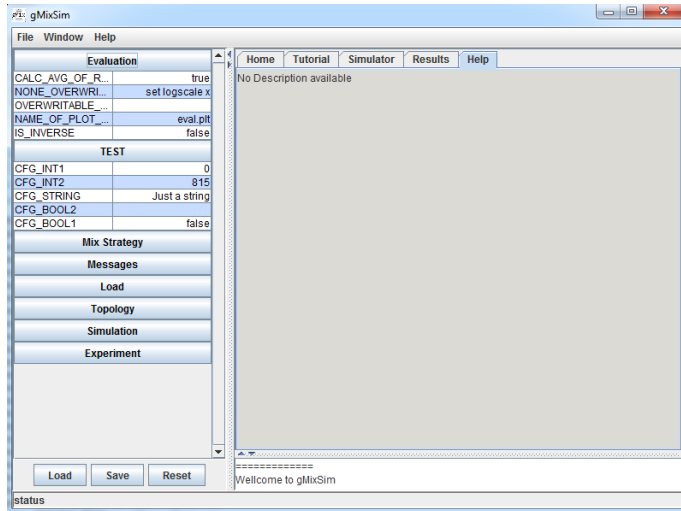 gMixSim
File Window Help
Evaluation
CALC_AVG_OF_R... true
NONE_OVERWRI... set logscale x
OVERWRITABLE_...
NAME_OF_PLOT_... eval.plt
IS_INVERSE false
TEST
CFG_INT1 0
CFG_INT2 815
CFG_STRING Just a string
CFG_BOOL2
CFG_BOOL1 false
Mix Strategy
Messages
Load
Topology
Simulation
Experiment
Load Save Reset
Home Tutorial Simulator Results Help
No Description available
=============
Wellcome to gMixSim
status